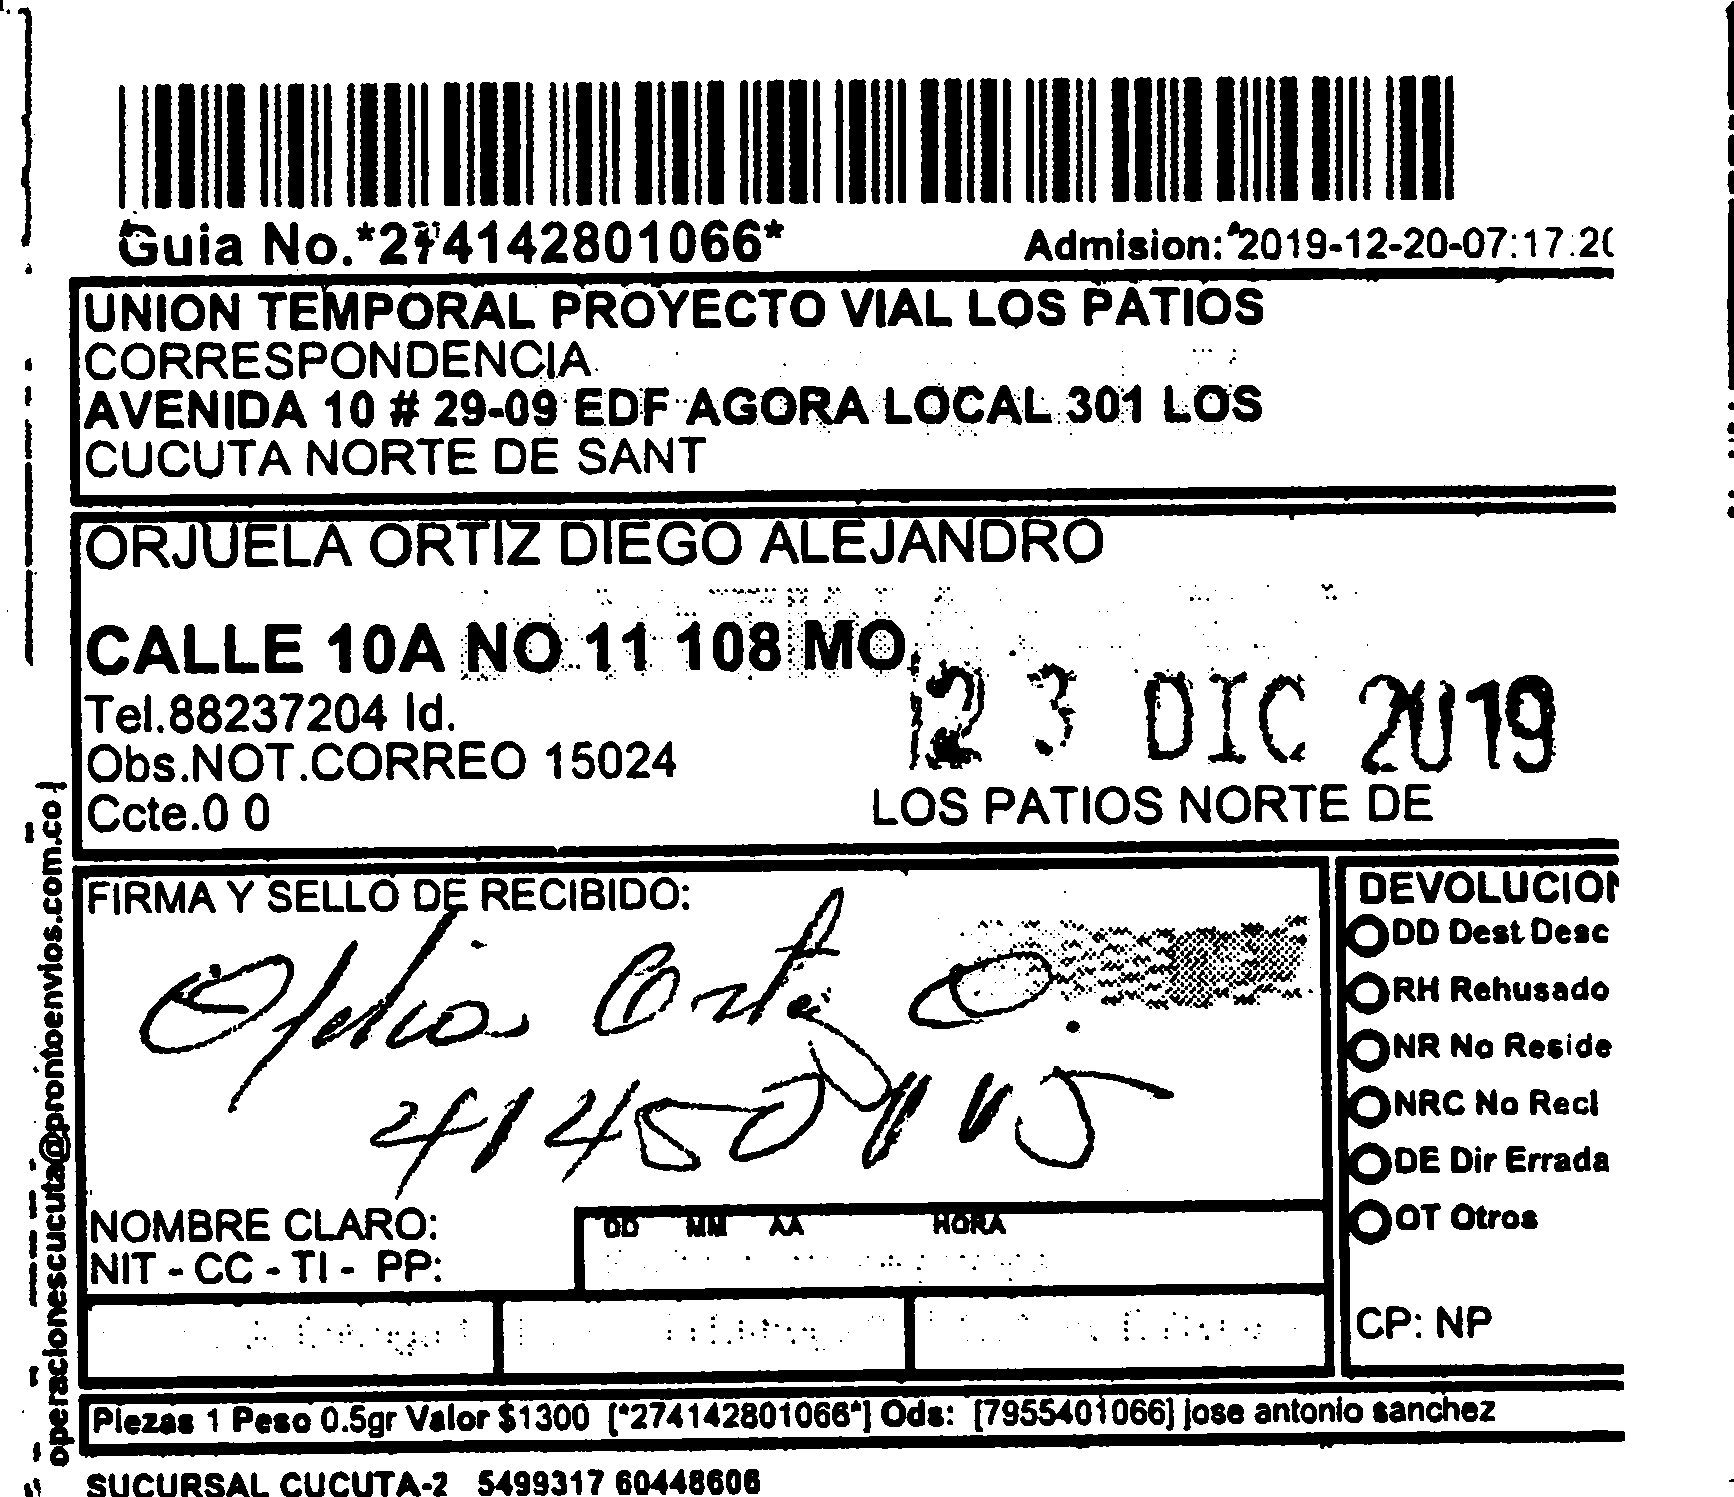 Guia No.*274142801066* Admision:*2019-12-20-07:17:20
UNION TEMPORAL PROYECTO VIAL LOS PATIOS
CORRESPONDENCIA
AVENIDA 10 # 29-09 EDF AGORA LOCAL 301 LOS
CUCUTA NORTE DE SANT
ORJUELA ORTIZ DIEGO ALEJANDRO
CALLE 10A NO 11 108 MO
23 DIC 2019
Tel.88237204 Id.
Obs.NOT.CORREO 15024
Ccte.0 0 LOS PATIOS NORTE DE
FIRMA Y SELLO DE RECIBIDO:
Ofelia Ortiz O.
NOMBRE CLARO:
NIT - CC - TI - PP:
DD MM AA HORA
DEVOLUCION
DD Dest Desc
RH Rehusado
NR No Reside
NRC No Recl
DE Dir Errada
OT Otros
CP: NP
Piezas 1 Peso 0.5gr Valor $1300 [*274142801066*] Ods: [7955401066] jose antonio sanchez
SUCURSAL CUCUTA-2 5499317 60448606
operacionescucuta@prontoenvios.com.co